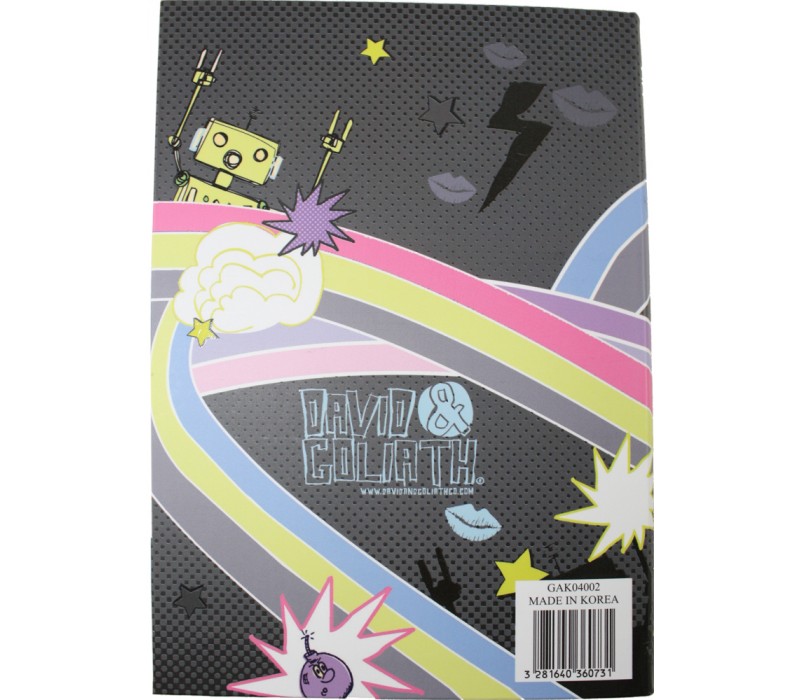 DAVID &
GOLIATH®
WWW.DAVIDANDGOLIATHCO.COM
GAK04002
MADE IN KOREA
3 281640 360731